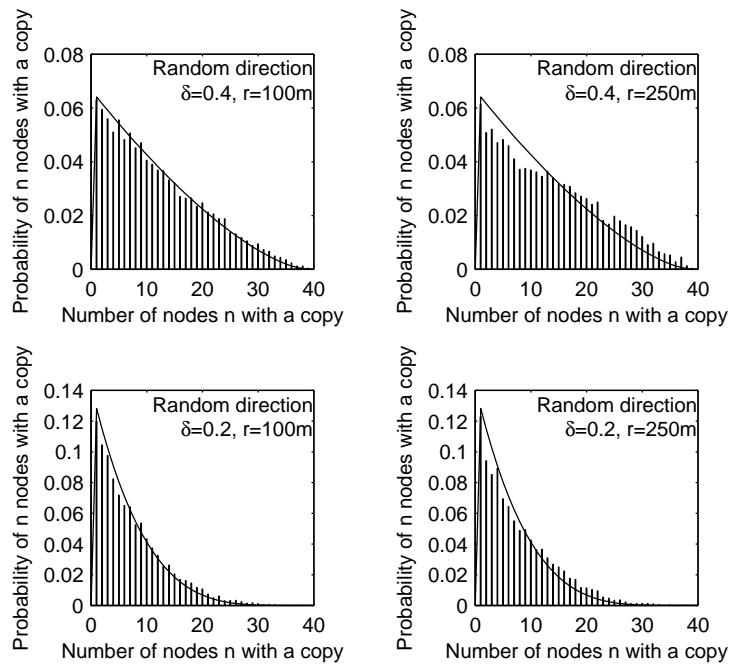 Probability of n nodes with a copy
0.08
0.06
0.04
0.02
0
Random direction
δ=0.4, r=100m
0 10 20 30 40
Number of nodes n with a copy
Probability of n nodes with a copy
0.08
0.06
0.04
0.02
0
Random direction
δ=0.4, r=250m
0 10 20 30 40
Number of nodes n with a copy
Probability of n nodes with a copy
0.14
0.12
0.1
0.08
0.06
0.04
0.02
0
Random direction
δ=0.2, r=100m
0 10 20 30 40
Number of nodes n with a copy
Probability of n nodes with a copy
0.14
0.12
0.1
0.08
0.06
0.04
0.02
0
Random direction
δ=0.2, r=250m
0 10 20 30 40
Number of nodes n with a copy